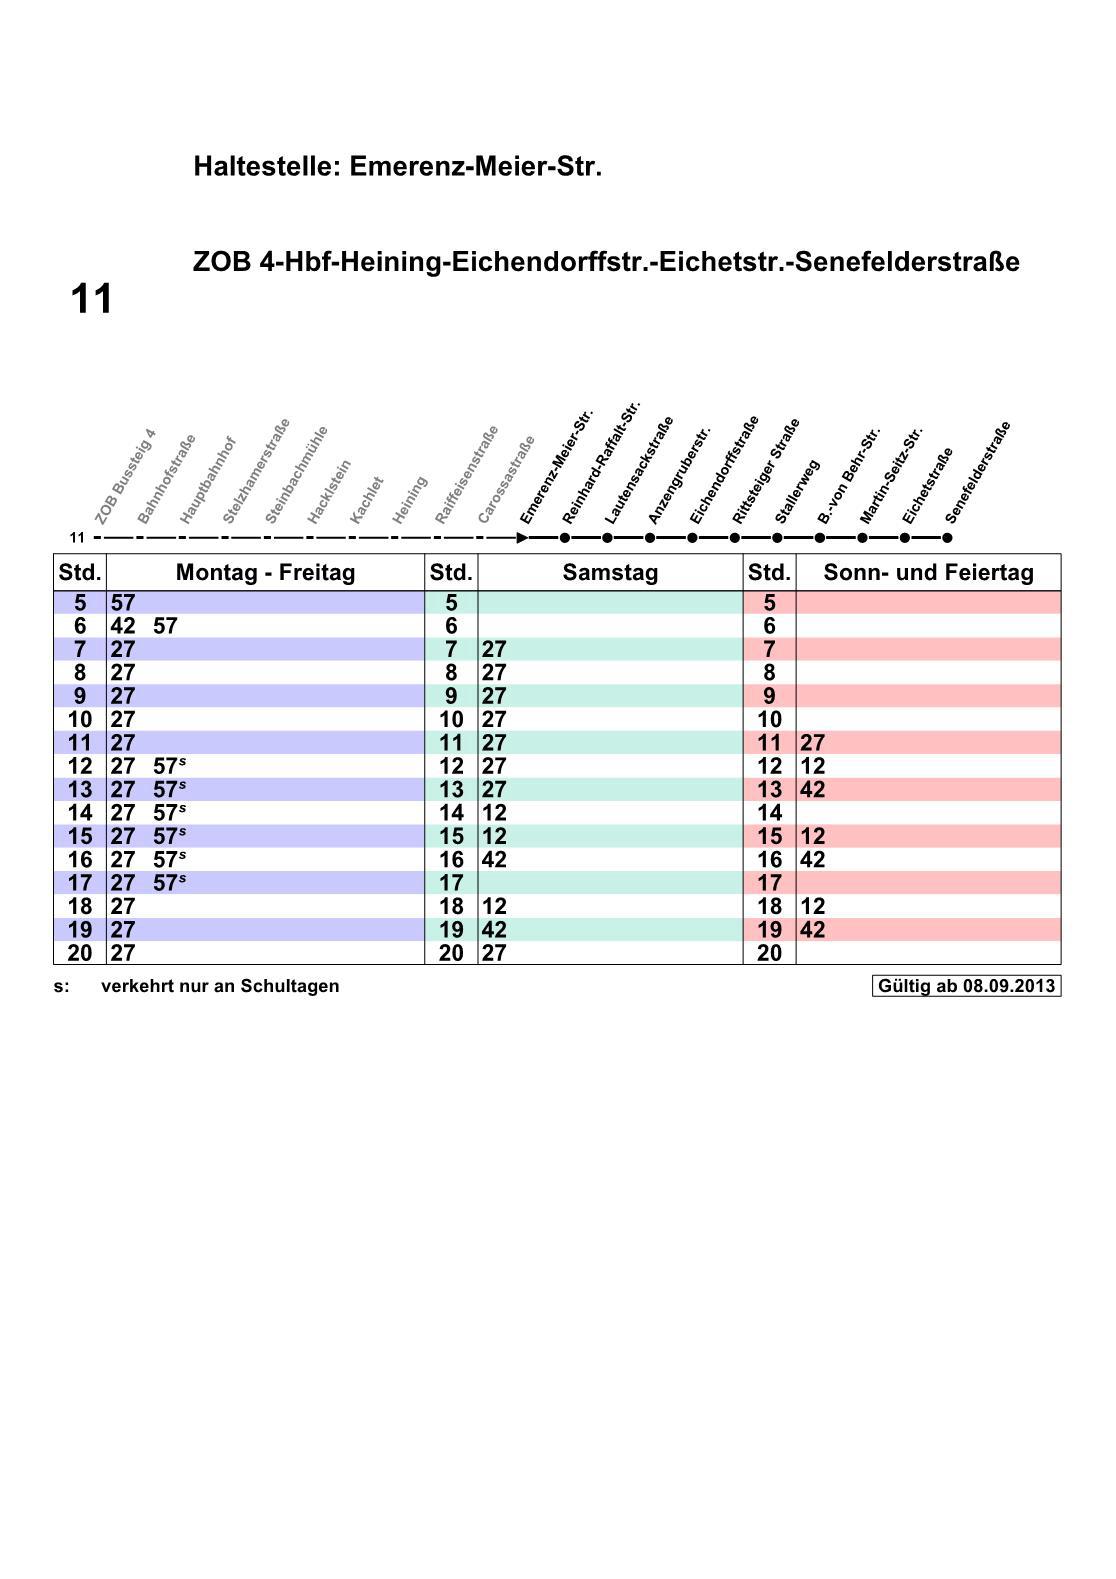 Haltestelle: Emerenz-Meier-Str.
ZOB 4-Hbf-Heining-Eichendorffstr.-Eichetstr.-Senefelderstraße
11
ZOB Bussteig 4
Bahnhofstraße
Hauptbahnhof
Stelzhamerstraße
Steinbachmühle
Hacklstein
Kachlet
Heining
Raiffeisenstraße
Carossastraße
Emerenz-Meier-Str.
Reinhard-Raffalt-Str.
Lautensackstraße
Anzengruberstr.
Eichendorffstraße
Rittsteiger Straße
Stallerweg
B.-von Behr-Str.
Martin-Seitz-Str.
Eichetstraße
Senefelderstraße
11
Std. Montag - Freitag Std. Samstag Std. Sonn- und Feiertag
5 57 5 5
6 42 57 6 6
7 27 7 27 7
8 27 8 27 8
9 27 9 27 9
10 27 10 27 10
11 27 11 27 11 27
12 27 57s 12 27 12 12
13 27 57s 13 27 13 42
14 27 57s 14 12 14
15 27 57s 15 12 15 12
16 27 57s 16 42 16 42
17 27 57s 17 17
18 27 18 12 18 12
19 27 19 42 19 42
20 27 20 27 20
s: verkehrt nur an Schultagen Gültig ab 08.09.2013